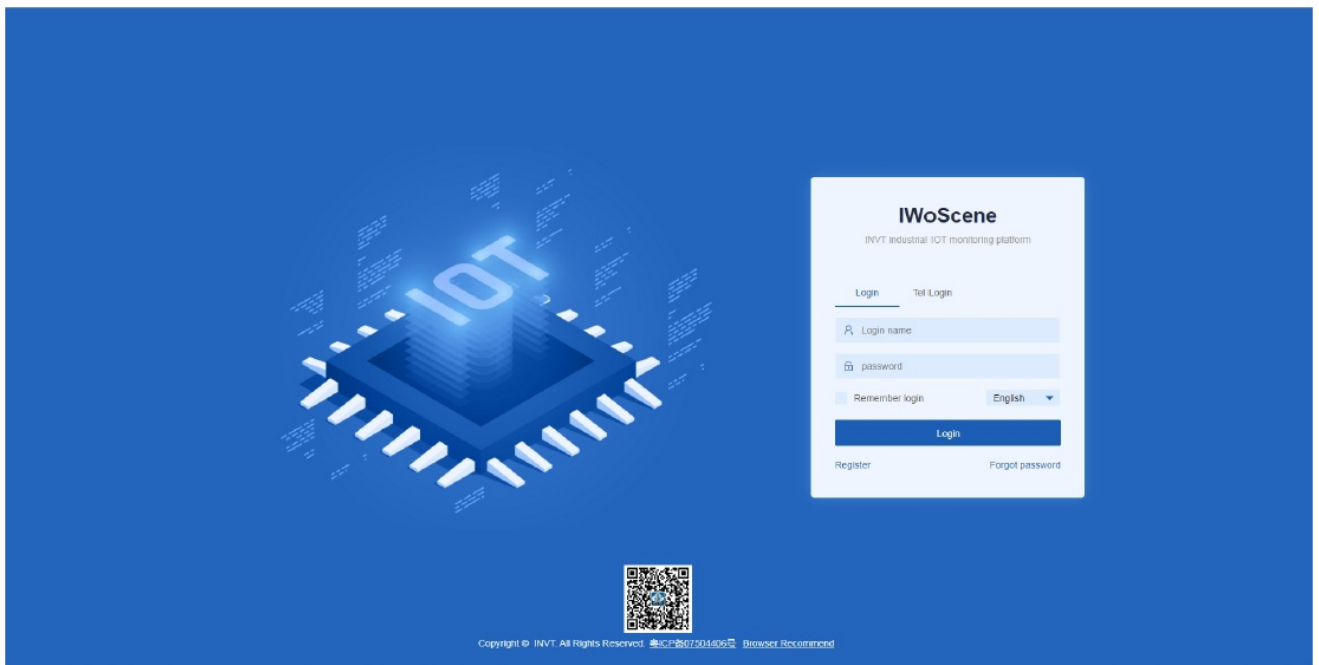 IOT
IWoScene
INVT Industrial IOT monitoring platform
Login Tel lLogin
Login name
password
Remember login English
Login
Register Forgot password
Copyright © INVT. All Rights Reserved. 粤ICP备07504406号 Browser Recommend